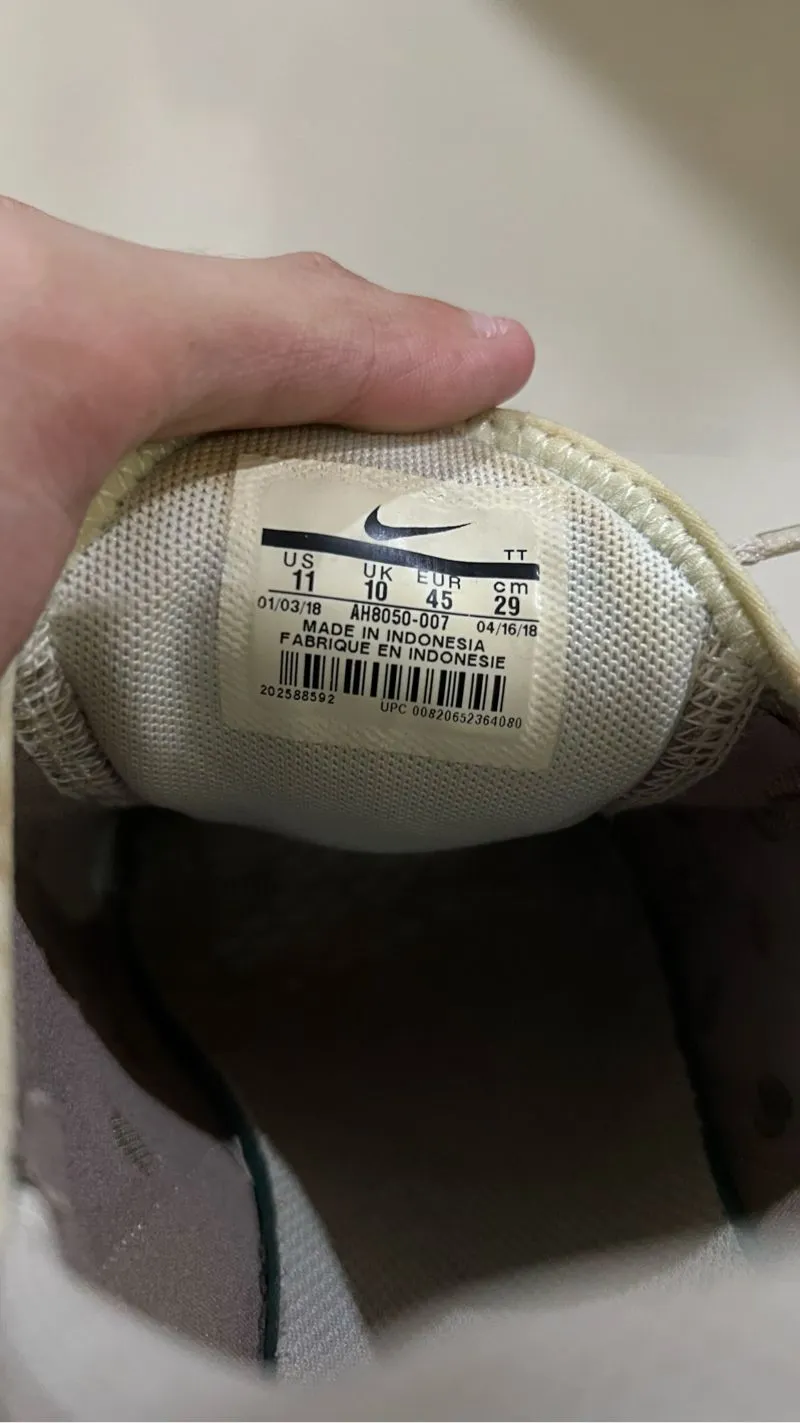 TT
US UK EUR cm
11 10 45 29
01/03/18 AH8050-007 04/16/18
MADE IN INDONESIA
FABRIQUE EN INDONESIE
202588592 UPC 00820652364080